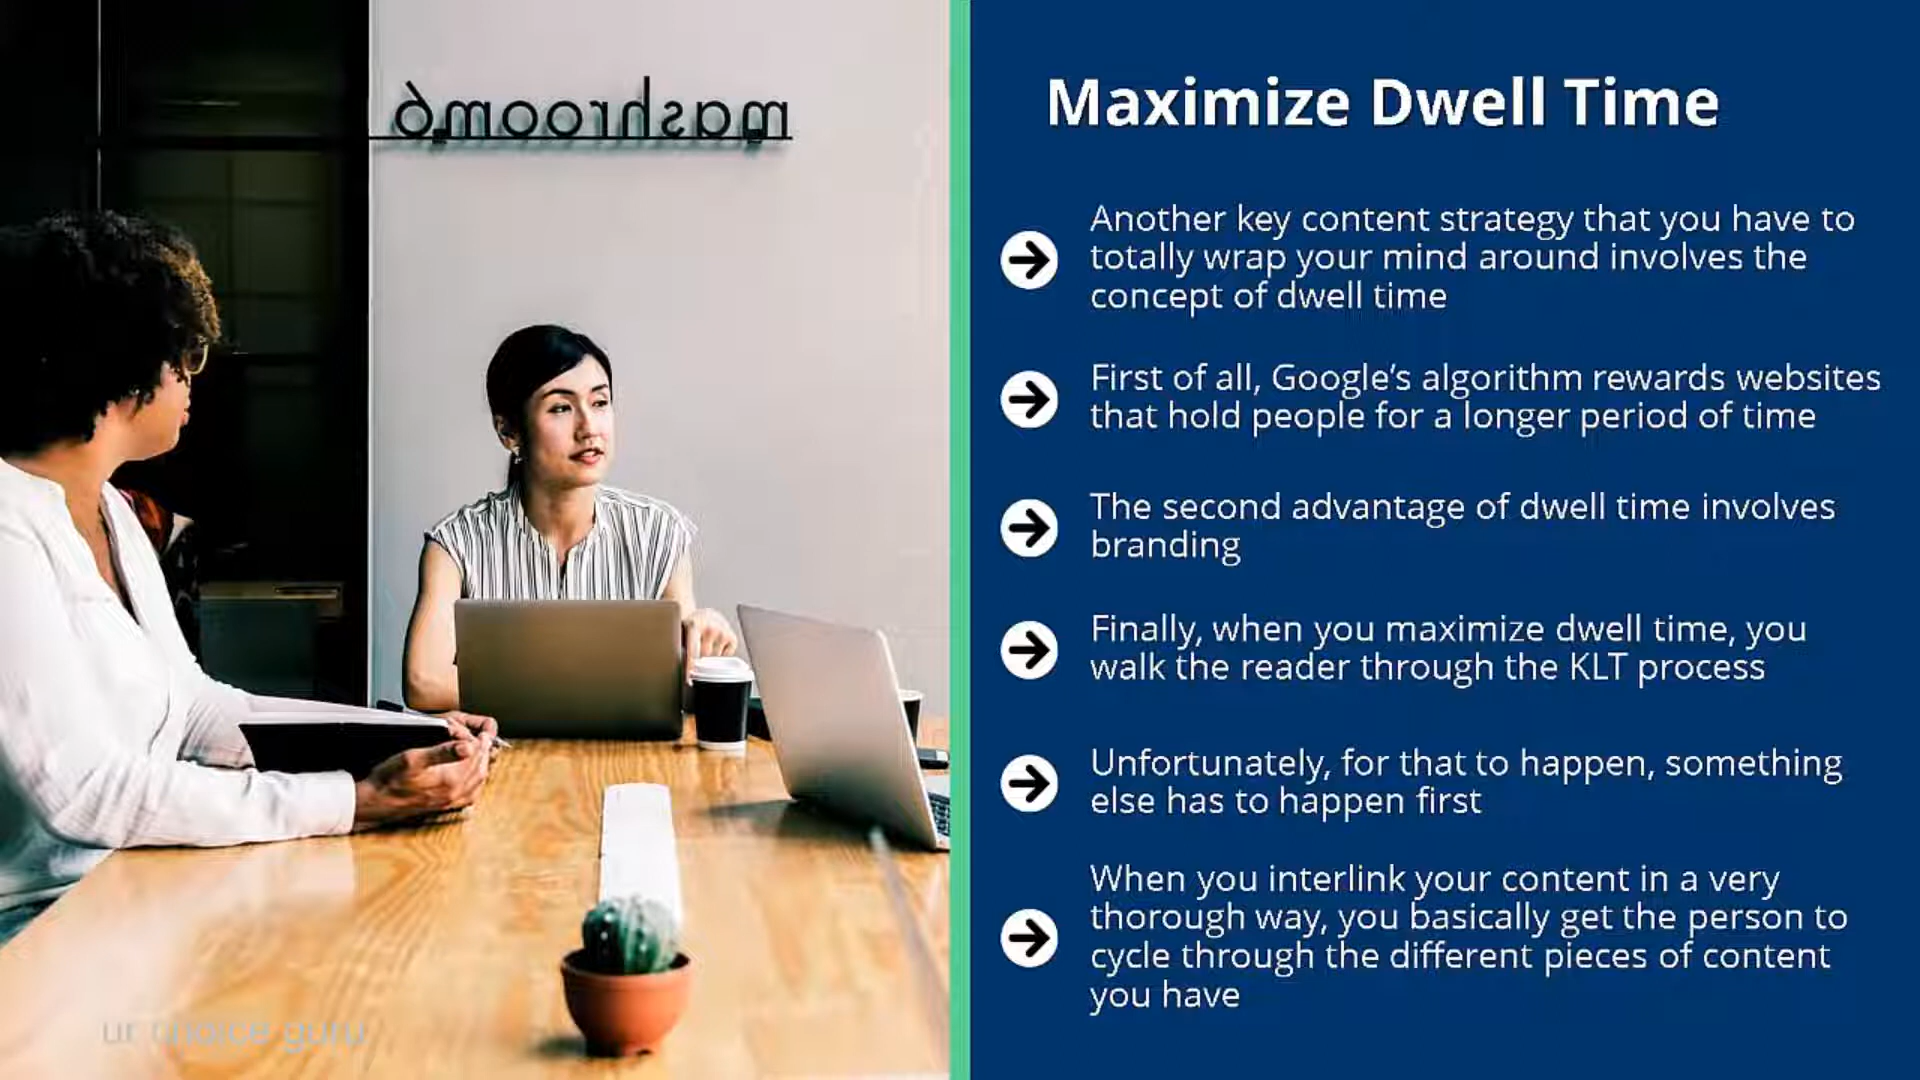 mashroom6
Maximize Dwell Time
Another key content strategy that you have to
totally wrap your mind around involves the
concept of dwell time
First of all, Google's algorithm rewards websites
that hold people for a longer period of time
The second advantage of dwell time involves
branding
Finally, when you maximize dwell time, you
walk the reader through the KLT process
Unfortunately, for that to happen, something
else has to happen first
When you interlink your content in a very
thorough way, you basically get the person to
cycle through the different pieces of content
you have
ur choice guru